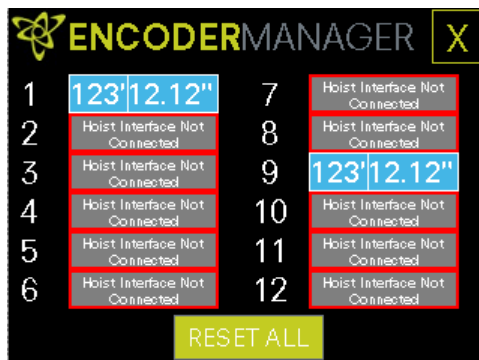 ENCODERMANAGER X
1 123' 12.12"
2 Hoist Interface Not
Connected
3 Hoist Interface Not
Connected
4 Hoist Interface Not
Connected
5 Hoist Interface Not
Connected
6 Hoist Interface Not
Connected
7 Hoist Interface Not
Connected
8 Hoist Interface Not
Connected
9 123' 12.12"
10 Hoist Interface Not
Connected
11 Hoist Interface Not
Connected
12 Hoist Interface Not
Connected
RESET ALL